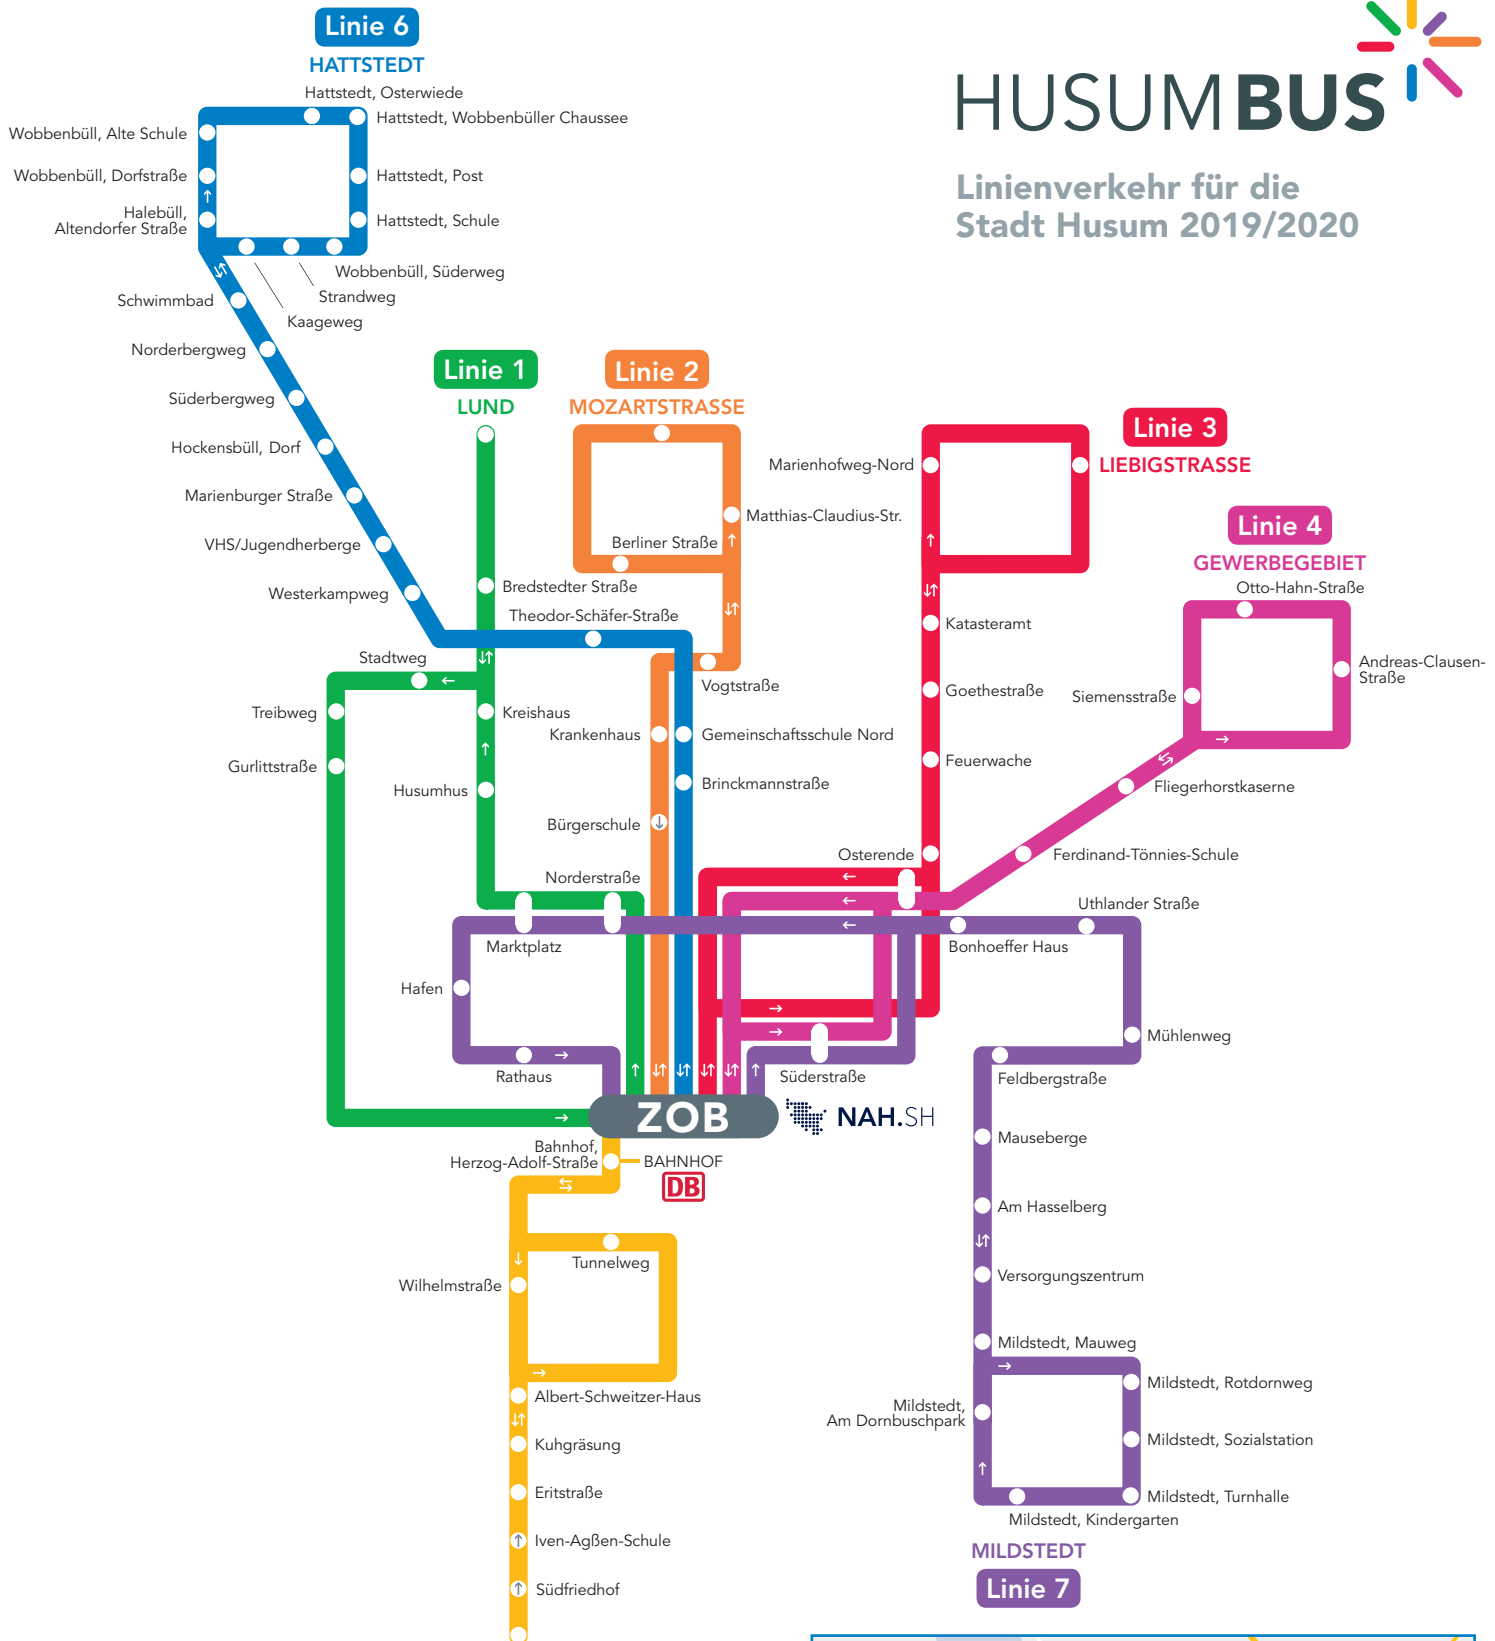 Linie 6
HATTSTEDT
Hattstedt, Osterwiede
Hattstedt, Wobbenbüller Chaussee
Wobbenbüll, Alte Schule
Wobbenbüll, Dorfstraße
Hattstedt, Post
Halebüll,
Altendorfer Straße
Hattstedt, Schule
Wobbenbüll, Süderweg
Strandweg
Kaageweg
Schwimmbad
Norderbergweg
Süderbergweg
Hockensbüll, Dorf
Marienburger Straße
VHS/Jugendherberge
Westerkampweg
Theodor-Schäfer-Straße
Gemeinschaftsschule Nord
Brinckmannstraße
HUSUMBUS
Linienverkehr für die
Stadt Husum 2019/2020
Linie 1
LUND
Bredstedter Straße
Stadtweg
Treibweg
Kreishaus
Gurlittstraße
Husumhus
Norderstraße
Marktplatz
Linie 2
MOZARTSTRASSE
Matthias-Claudius-Str.
Berliner Straße
Vogtstraße
Krankenhaus
Bürgerschule
Linie 3
LIEBIGSTRASSE
Marienhofweg-Nord
Katasteramt
Goethestraße
Feuerwache
Osterende
Linie 4
GEWERBEGEBIET
Otto-Hahn-Straße
Andreas-Clausen-
Straße
Siemensstraße
Fliegerhorstkaserne
Ferdinand-Tönnies-Schule
Uthlander Straße
Bonhoeffer Haus
Hafen
Mühlenweg
Rathaus
Süderstraße
Feldbergstraße
ZOB
NAH.SH
Bahnhof,
Herzog-Adolf-Straße
BAHNHOF
DB
Tunnelweg
Wilhelmstraße
Albert-Schweitzer-Haus
Kuhgräsung
Eritstraße
Iven-Agßen-Schule
Südfriedhof
Mauseberge
Am Hasselberg
Versorgungszentrum
Mildstedt, Mauweg
Mildstedt, Rotdornweg
Mildstedt,
Am Dornbuschpark
Mildstedt, Sozialstation
Mildstedt, Turnhalle
Mildstedt, Kindergarten
MILDSTEDT
Linie 7